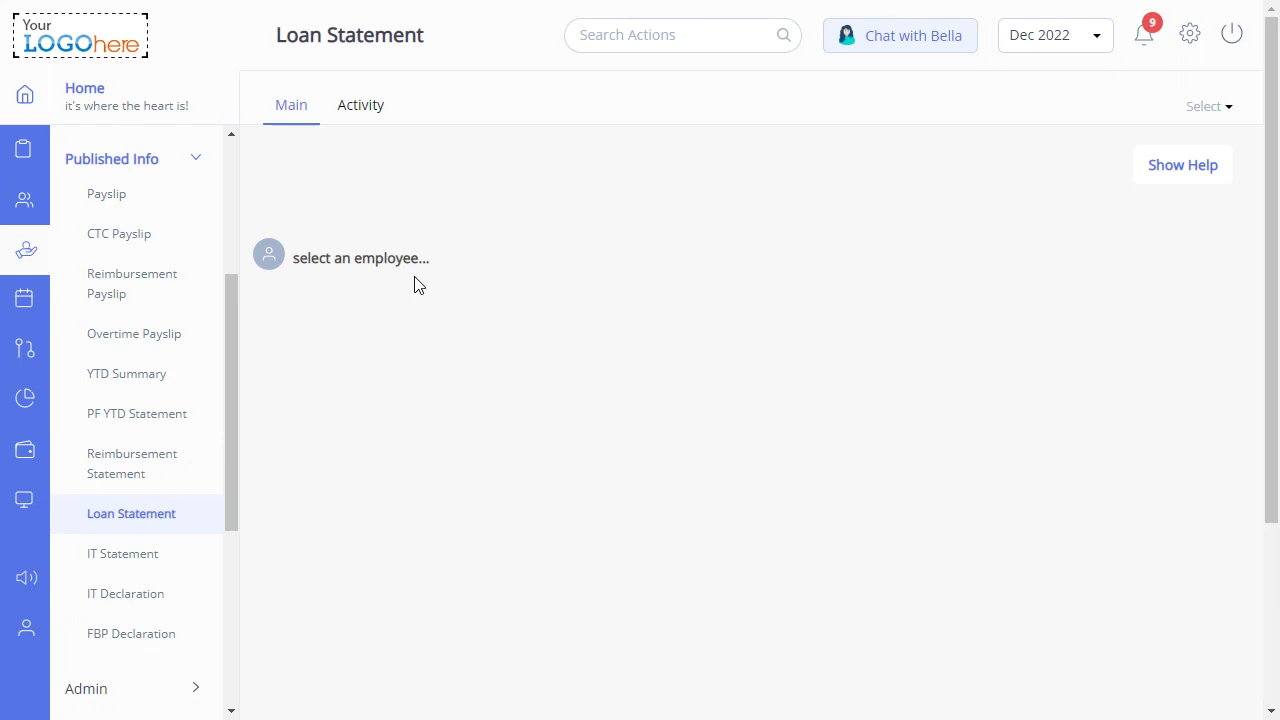 Your
LOGOhere
Loan Statement
Search Actions
Chat with Bella
Dec 2022
9
Home
it's where the heart is!
Main
Activity
Select
Published Info
Payslip
CTC Payslip
Reimbursement
Payslip
Overtime Payslip
YTD Summary
PF YTD Statement
Reimbursement
Statement
Loan Statement
IT Statement
IT Declaration
FBP Declaration
Admin
Show Help
select an employee...